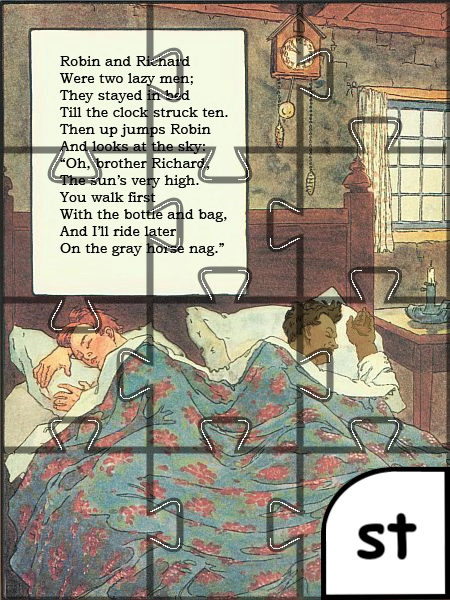 Robin and Richard
Were two lazy men;
They stayed in bed
Till the clock struck ten.
Then up jumps Robin
And looks at the sky:
“Oh, brother Richard,
The sun’s very high.
You walk first
With the bottle and bag,
And I’ll ride later
On the gray horse nag.”
st